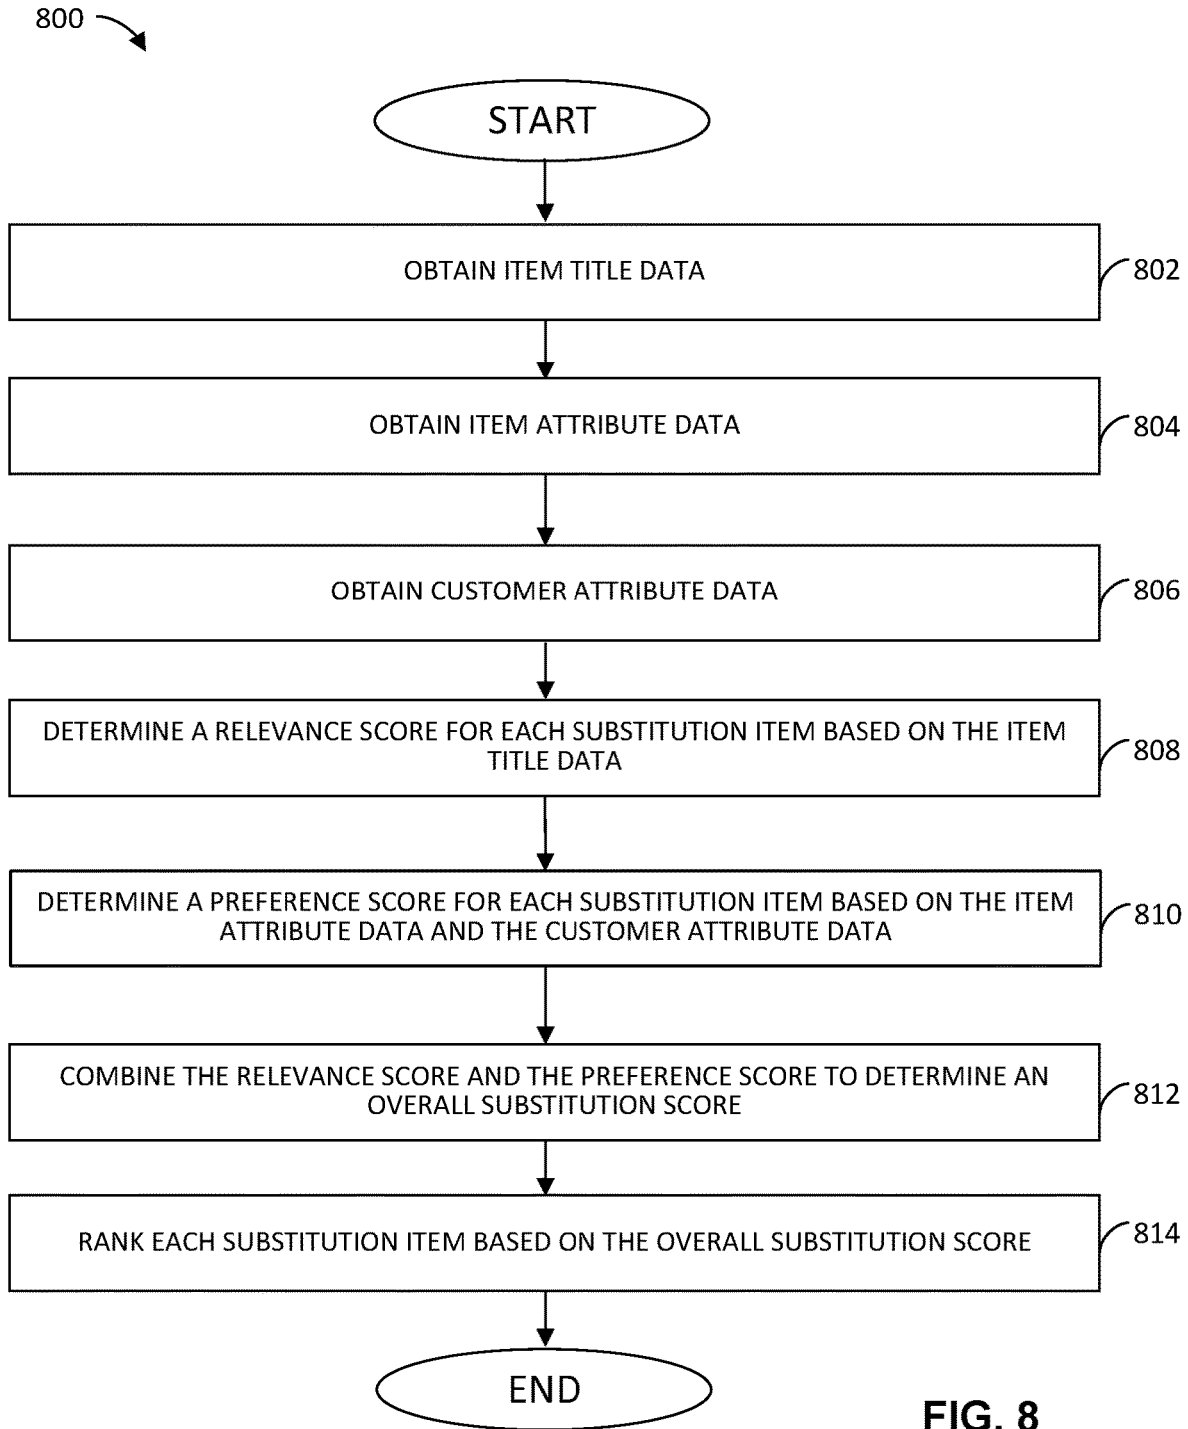 800
START
OBTAIN ITEM TITLE DATA
802
OBTAIN ITEM ATTRIBUTE DATA
804
OBTAIN CUSTOMER ATTRIBUTE DATA
806
DETERMINE A RELEVANCE SCORE FOR EACH SUBSTITUTION ITEM BASED ON THE ITEM
TITLE DATA
808
DETERMINE A PREFERENCE SCORE FOR EACH SUBSTITUTION ITEM BASED ON THE ITEM
ATTRIBUTE DATA AND THE CUSTOMER ATTRIBUTE DATA
810
COMBINE THE RELEVANCE SCORE AND THE PREFERENCE SCORE TO DETERMINE AN
OVERALL SUBSTITUTION SCORE
812
RANK EACH SUBSTITUTION ITEM BASED ON THE OVERALL SUBSTITUTION SCORE
814
END
FIG. 8